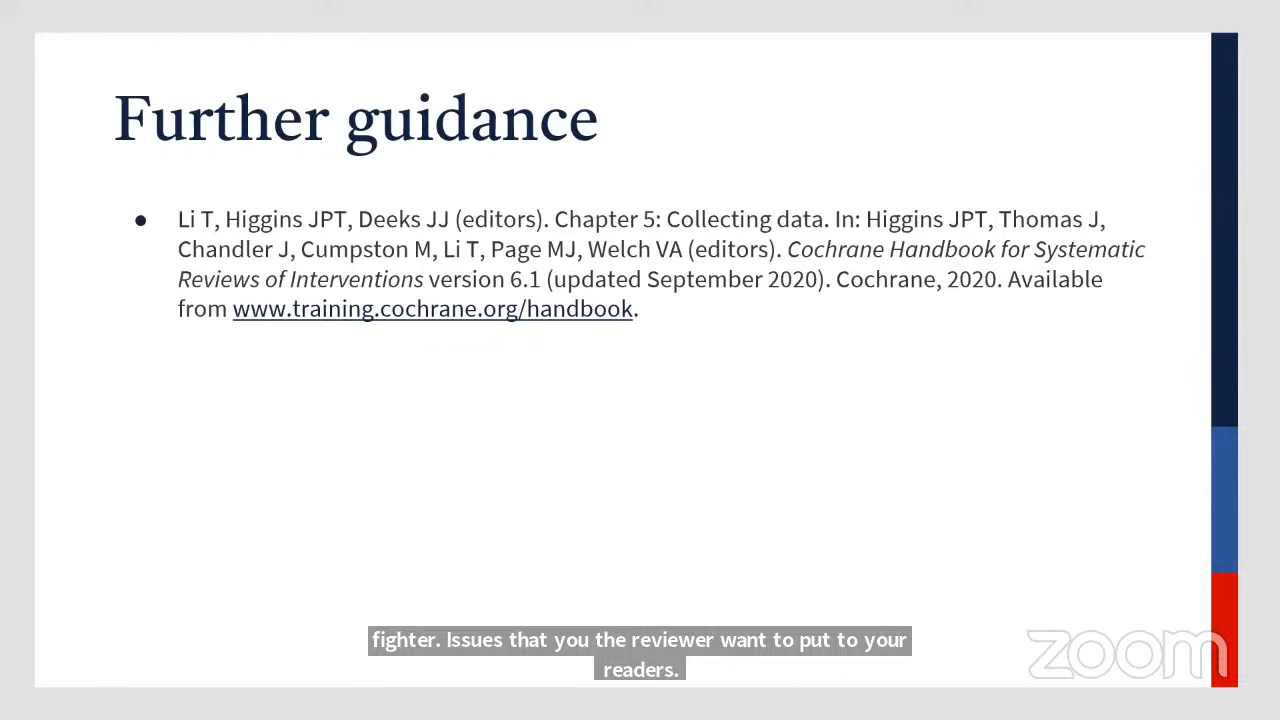 Further guidance
● Li T, Higgins JPT, Deeks JJ (editors). Chapter 5: Collecting data. In: Higgins JPT, Thomas J,
Chandler J, Cumpston M, Li T, Page MJ, Welch VA (editors). Cochrane Handbook for Systematic
Reviews of Interventions version 6.1 (updated September 2020). Cochrane, 2020. Available
from www.training.cochrane.org/handbook.
fighter. Issues that you the reviewer want to put to your
readers.
zoom